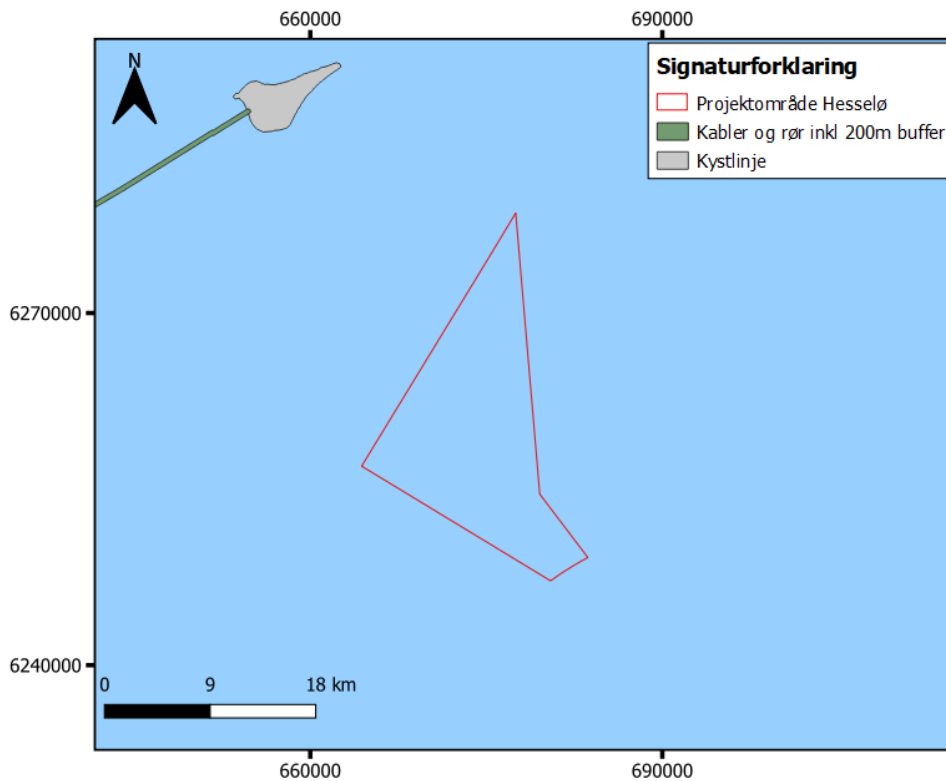 660000
690000
N
Signaturforklaring
Projektområde Hesselø
Kabler og rør inkl 200m buffer
Kystlinje
6270000
6240000
0 9 18 km
660000
690000